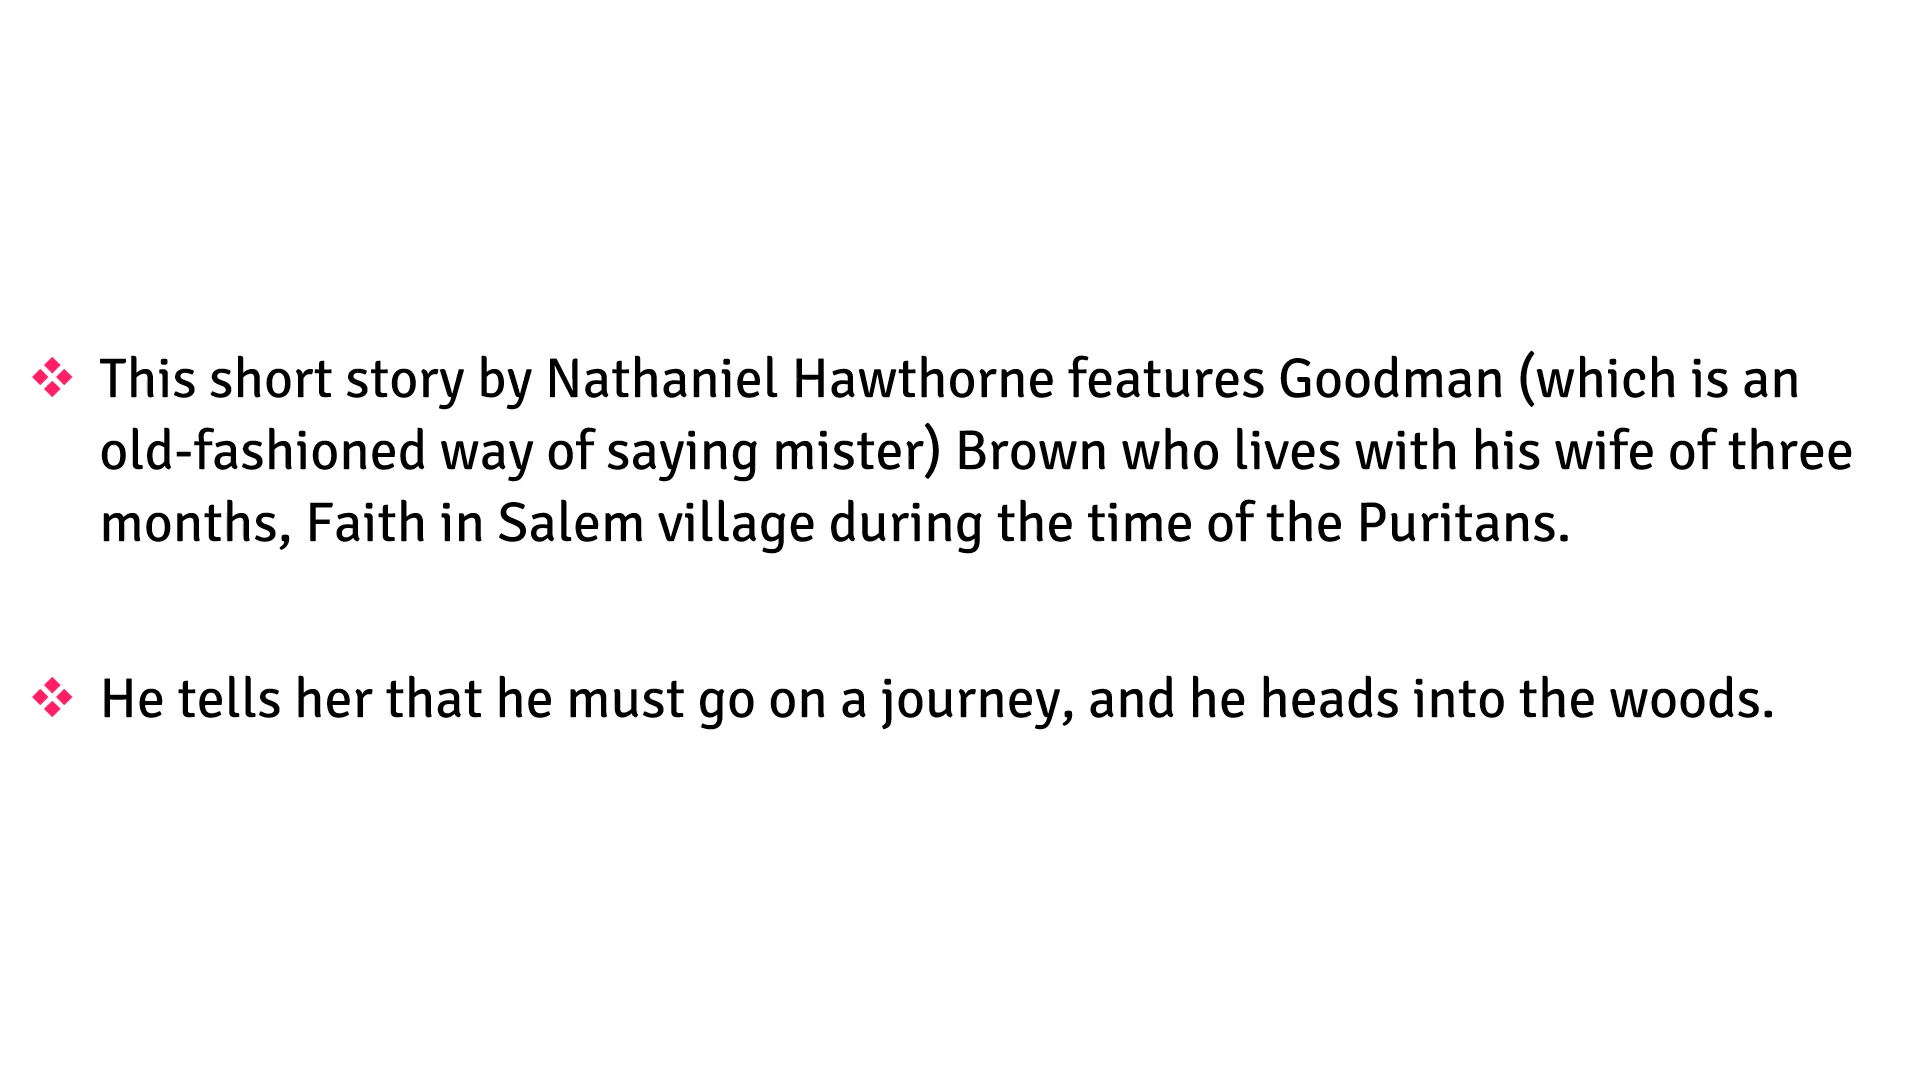 ❖ This short story by Nathaniel Hawthorne features Goodman (which is an
old-fashioned way of saying mister) Brown who lives with his wife of three
months, Faith in Salem village during the time of the Puritans.
❖ He tells her that he must go on a journey, and he heads into the woods.